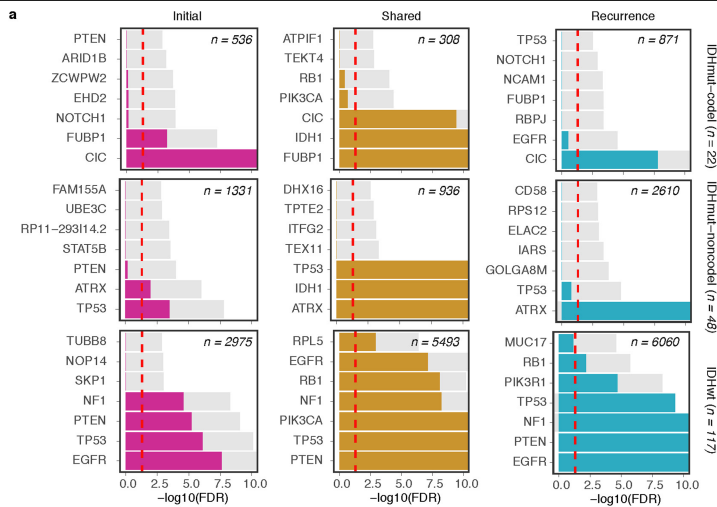 a
Initial
Shared
Recurrence
PTEN
ARID1B
ZCWPW2
EHD2
NOTCH1
FUBP1
CIC
n = 536
ATPIF1
TEKT4
RB1
PIK3CA
CIC
IDH1
FUBP1
n = 308
TP53
NOTCH1
NCAM1
FUBP1
RBPJ
EGFR
CIC
n = 871
IDHmut-codel (n = 22)
FAM155A
UBE3C
RP11−293I14.2
STAT5B
PTEN
ATRX
TP53
n = 1331
DHX16
TPTE2
ITFG2
TEX11
TP53
IDH1
ATRX
n = 936
CD58
RPS12
ELAC2
IARS
GOLGA8M
TP53
ATRX
n = 2610
IDHmut-noncodel (n = 48)
TUBB8
NOP14
SKP1
NF1
PTEN
TP53
EGFR
n = 2975
RPL5
EGFR
RB1
NF1
PIK3CA
TP53
PTEN
n = 5493
MUC17
RB1
PIK3R1
TP53
NF1
PTEN
EGFR
n = 6060
IDHwt (n = 117)
0.0 2.5 5.0 7.5 10.0
0.0 2.5 5.0 7.5 10.0
0.0 2.5 5.0 7.5 10.0
−log10(FDR)
−log10(FDR)
−log10(FDR)